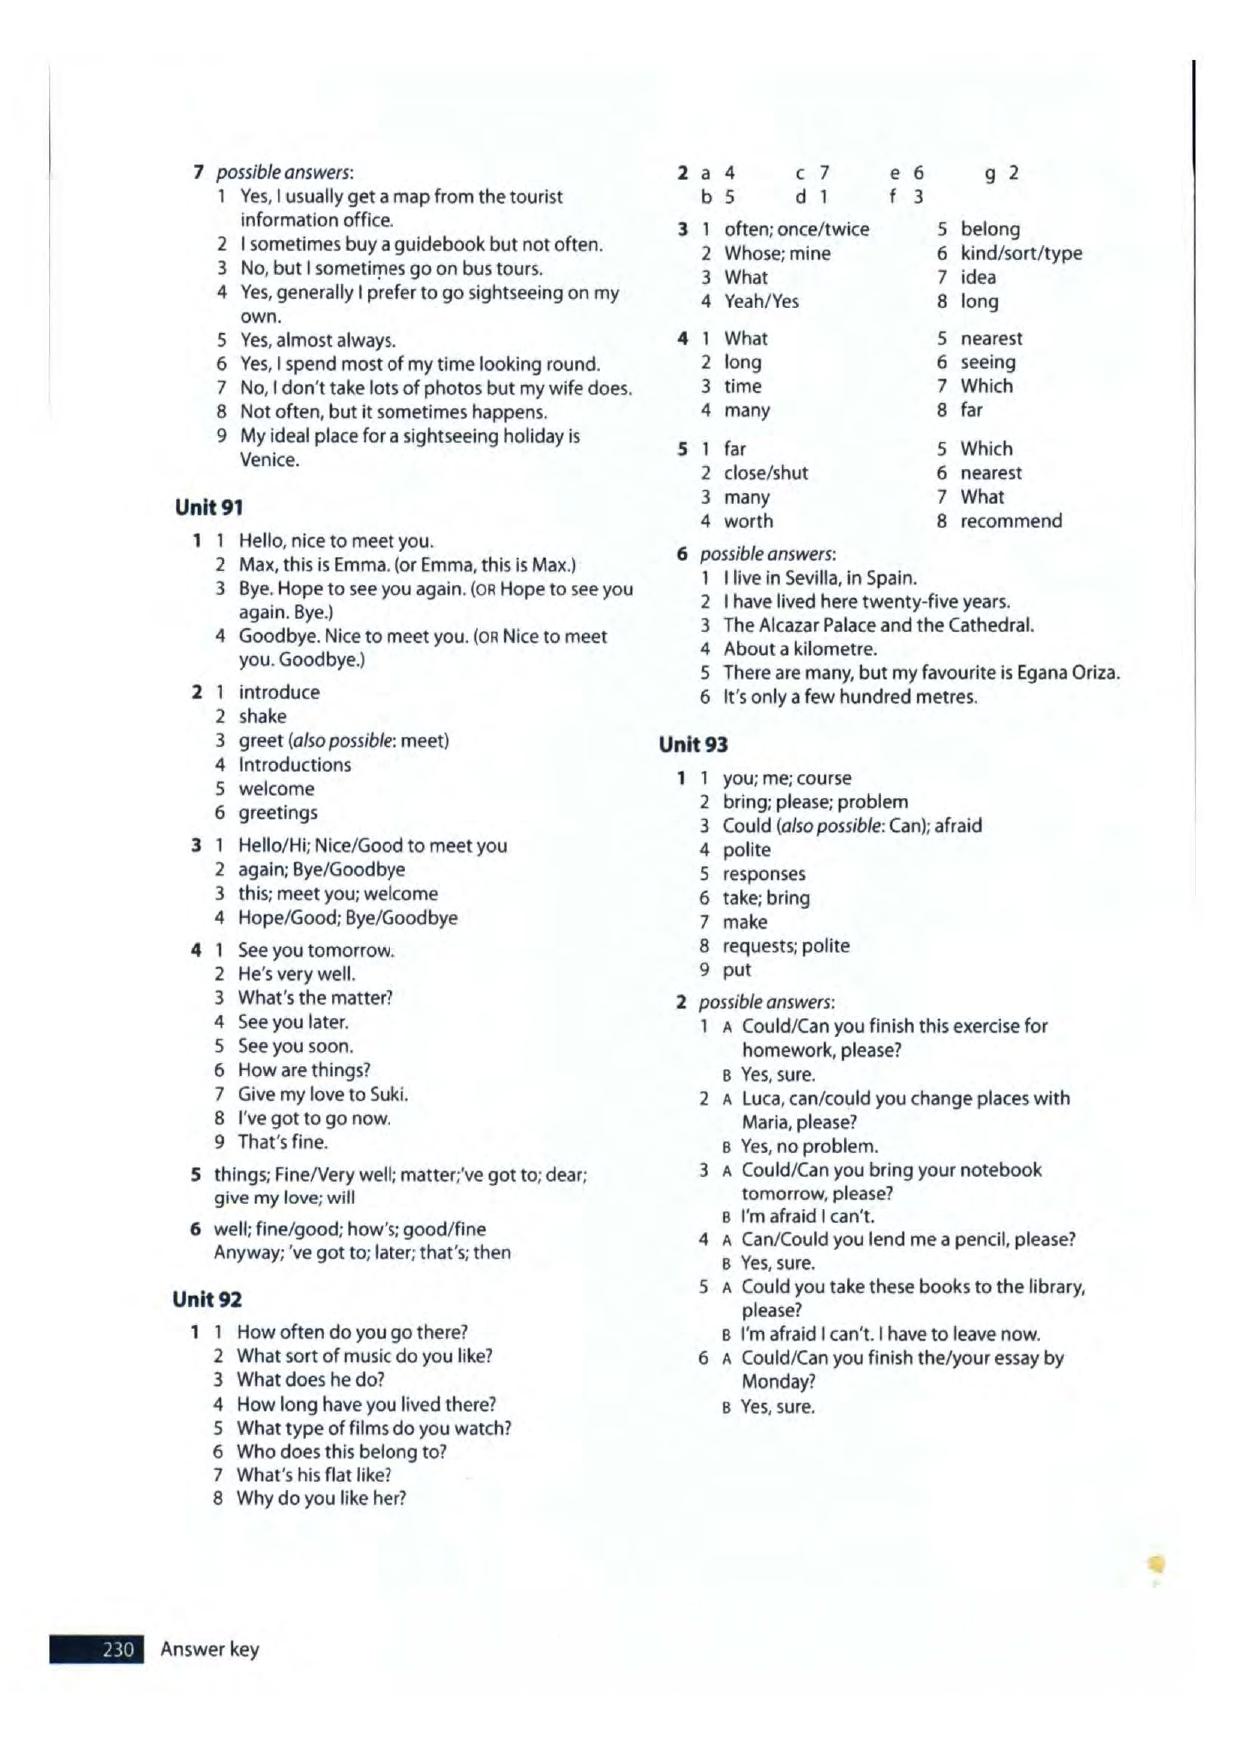 7 possible answers:
1 Yes, I usually get a map from the tourist
information office.
2 I sometimes buy a guidebook but not often.
3 No, but I sometimes go on bus tours.
4 Yes, generally I prefer to go sightseeing on my
own.
5 Yes, almost always.
6 Yes, I spend most of my time looking round.
7 No, I don't take lots of photos but my wife does.
8 Not often, but it sometimes happens.
9 My ideal place for a sightseeing holiday is
Venice.
Unit 91
1 1 Hello, nice to meet you.
2 Max, this is Emma. (or Emma, this is Max.)
3 Bye. Hope to see you again. (OR Hope to see you
again. Bye.)
4 Goodbye. Nice to meet you. (OR Nice to meet
you. Goodbye.)
2 1 introduce
2 shake
3 greet (also possible: meet)
4 Introductions
5 welcome
6 greetings
3 1 Hello/Hi; Nice/Good to meet you
2 again; Bye/Goodbye
3 this; meet you; welcome
4 Hope/Good; Bye/Goodbye
4 1 See you tomorrow.
2 He's very well.
3 What's the matter?
4 See you later.
5 See you soon.
6 How are things?
7 Give my love to Suki.
8 I've got to go now.
9 That's fine.
5 things; Fine/Very well; matter;'ve got to; dear;
give my love; will
6 well; fine/good; how's; good/fine
Anyway; 've got to; later; that's; then
Unit 92
1 1 How often do you go there?
2 What sort of music do you like?
3 What does he do?
4 How long have you lived there?
5 What type of films do you watch?
6 Who does this belong to?
7 What's his flat like?
8 Why do you like her?
2 a 4 c 7 e 6 g 2
b 5 d 1 f 3
3 1 often; once/twice 5 belong
2 Whose; mine 6 kind/sort/type
3 What 7 idea
4 Yeah/Yes 8 long
4 1 What 5 nearest
2 long 6 seeing
3 time 7 Which
4 many 8 far
5 1 far 5 Which
2 close/shut 6 nearest
3 many 7 What
4 worth 8 recommend
6 possible answers:
1 I live in Sevilla, in Spain.
2 I have lived here twenty-five years.
3 The Alcazar Palace and the Cathedral.
4 About a kilometre.
5 There are many, but my favourite is Egana Oriza.
6 It's only a few hundred metres.
Unit 93
1 1 you; me; course
2 bring; please; problem
3 Could (also possible: Can); afraid
4 polite
5 responses
6 take; bring
7 make
8 requests; polite
9 put
2 possible answers:
1 A Could/Can you finish this exercise for
homework, please?
B Yes, sure.
2 A Luca, can/could you change places with
Maria, please?
B Yes, no problem.
3 A Could/Can you bring your notebook
tomorrow, please?
B I'm afraid I can't.
4 A Can/Could you lend me a pencil, please?
B Yes, sure.
5 A Could you take these books to the library,
please?
B I'm afraid I can't. I have to leave now.
6 A Could/Can you finish the/your essay by
Monday?
B Yes, sure.
230 Answer key